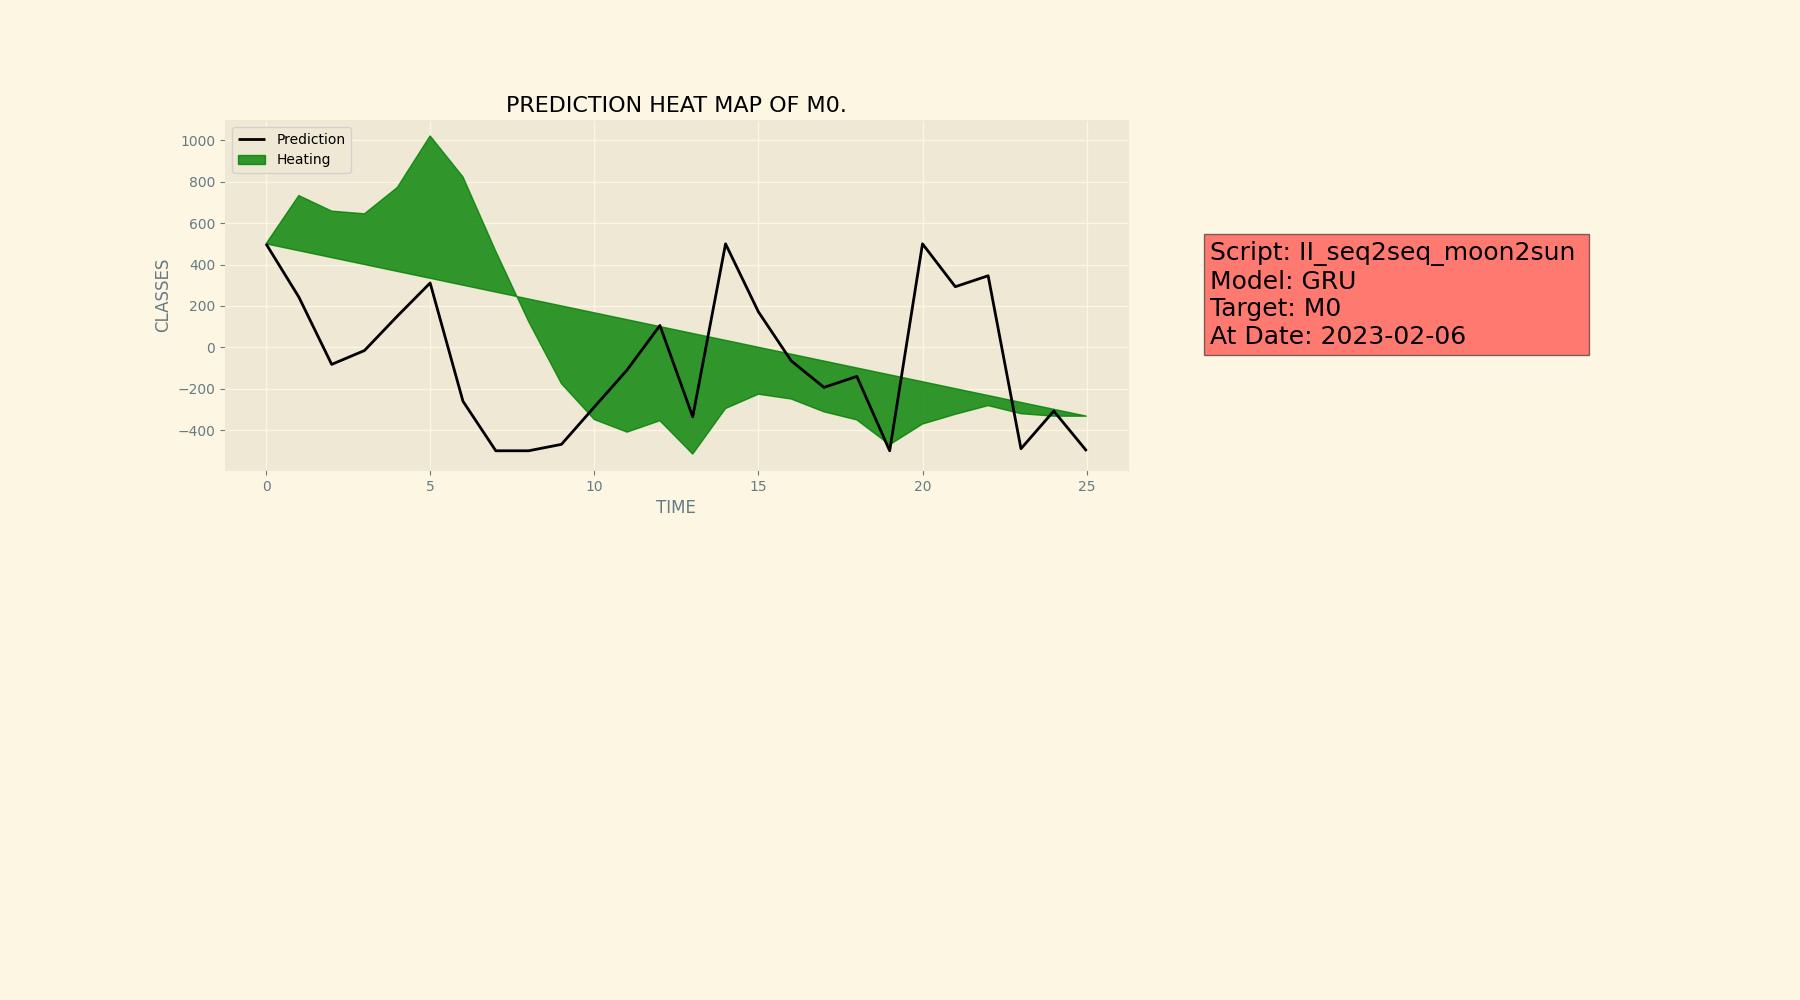 PREDICTION HEAT MAP OF M0.
Prediction
Heating
1000
800
600
400
200
0
−200
−400
CLASSES
0 5 10 15 20 25
TIME
Script: II_seq2seq_moon2sun
Model: GRU
Target: M0
At Date: 2023-02-06